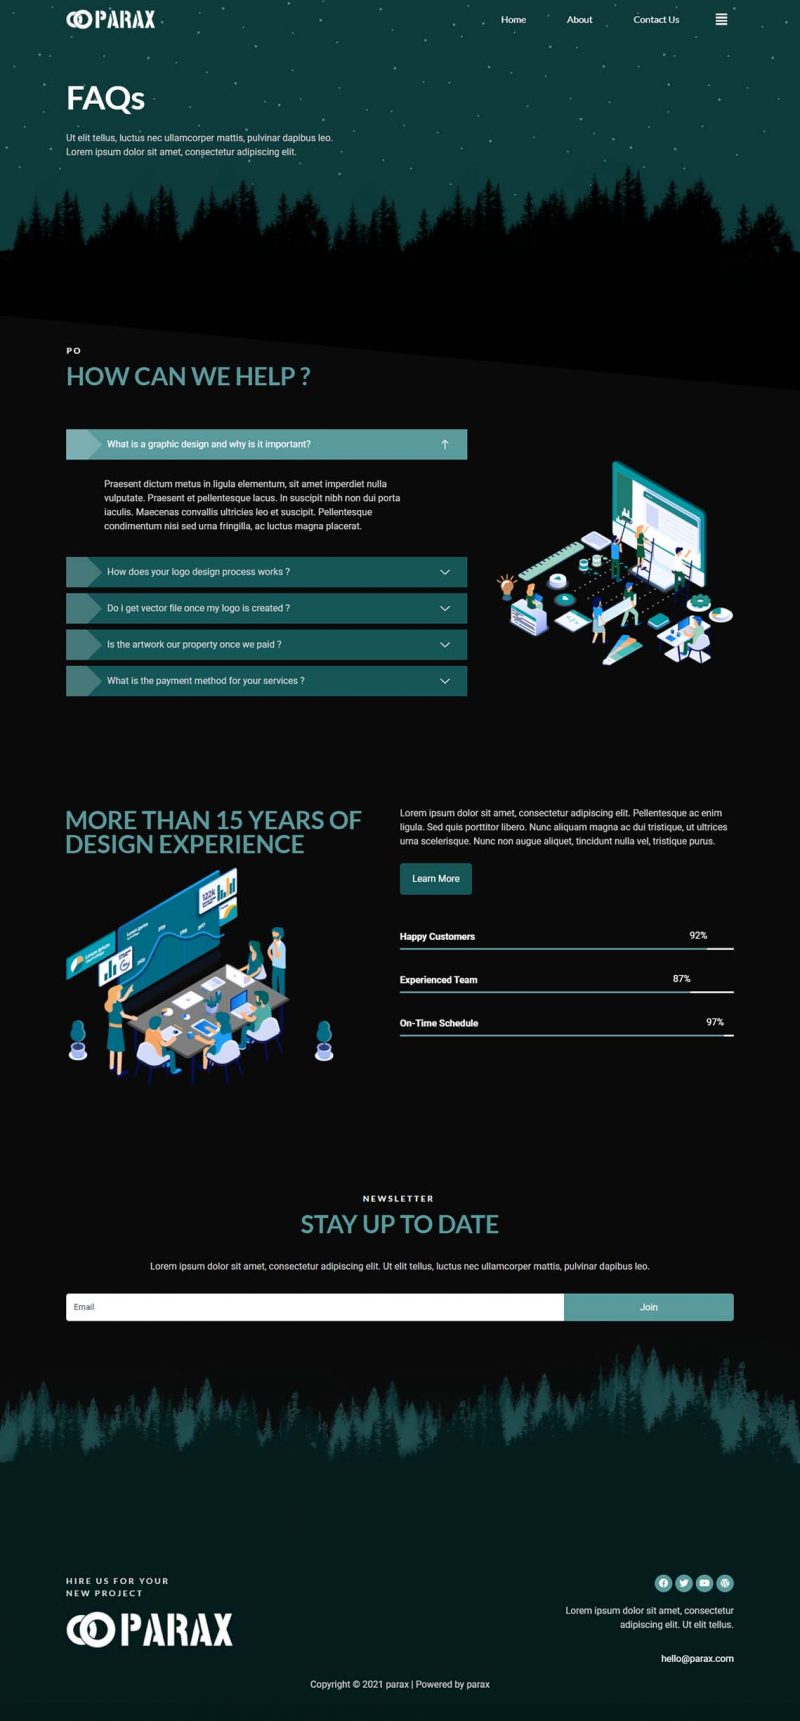 PARAX
Home
About
Contact Us
FAQs
Ut elit tellus, luctus nec ullamcorper mattis, pulvinar dapibus leo.
Lorem ipsum dolor sit amet, consectetur adipiscing elit.
PO
HOW CAN WE HELP ?
What is a graphic design and why is it important?
Praesent dictum metus in ligula elementum, sit amet imperdiet nulla
vulputate. Praesent et pellentesque lacus. In suscipit nibh non dui porta
iaculis. Maecenas convallis ultricies leo et suscipit. Pellentesque
condimentum nisi sed urna fringilla, ac luctus magna placerat.
How does your logo design process works ?
Do i get vector file once my logo is created ?
Is the artwork our property once we paid ?
What is the payment method for your services ?
MORE THAN 15 YEARS OF
DESIGN EXPERIENCE
122k
Lorem ipsum
Lorem ipsum
Lorem ipsum dolor sit amet, consectetur adipiscing elit. Pellentesque ac enim
ligula. Sed quis porttitor libero. Nunc aliquam magna ac dui tristique, ut ultrices
urna scelerisque. Nunc non augue aliquet, tincidunt nulla vel, tristique purus.
Learn More
Happy Customers 92%
Experienced Team 87%
On-Time Schedule 97%
NEWSLETTER
STAY UP TO DATE
Lorem ipsum dolor sit amet, consectetur adipiscing elit. Ut elit tellus, luctus nec ullamcorper mattis, pulvinar dapibus leo.
Email
Join
HIRE US FOR YOUR
NEW PROJECT
PARAX
Lorem ipsum dolor sit amet, consectetur
adipiscing elit. Ut elit tellus.
hello@parax.com
Copyright © 2021 parax | Powered by parax